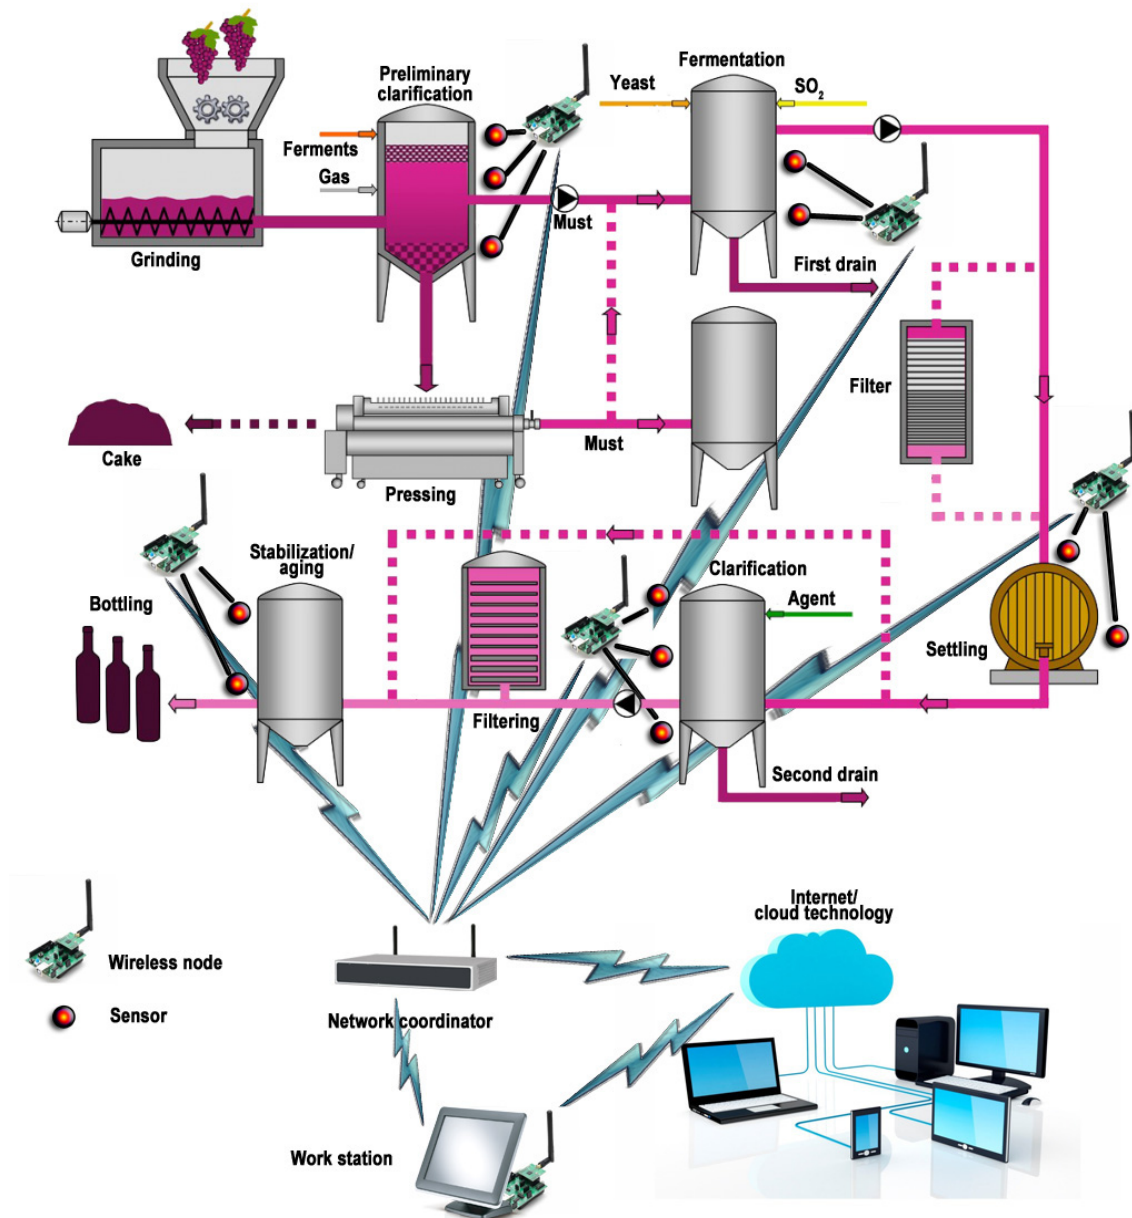 Fermentation
Preliminary
clarification
Yeast
SO2
Ferments
Gas
Must
Grinding
First drain
Filter
Must
Cake
Pressing
Stabilization/
aging
Clarification
Agent
Bottling
Settling
Filtering
Second drain
Internet/
cloud technology
Wireless node
Sensor
Network coordinator
Work station